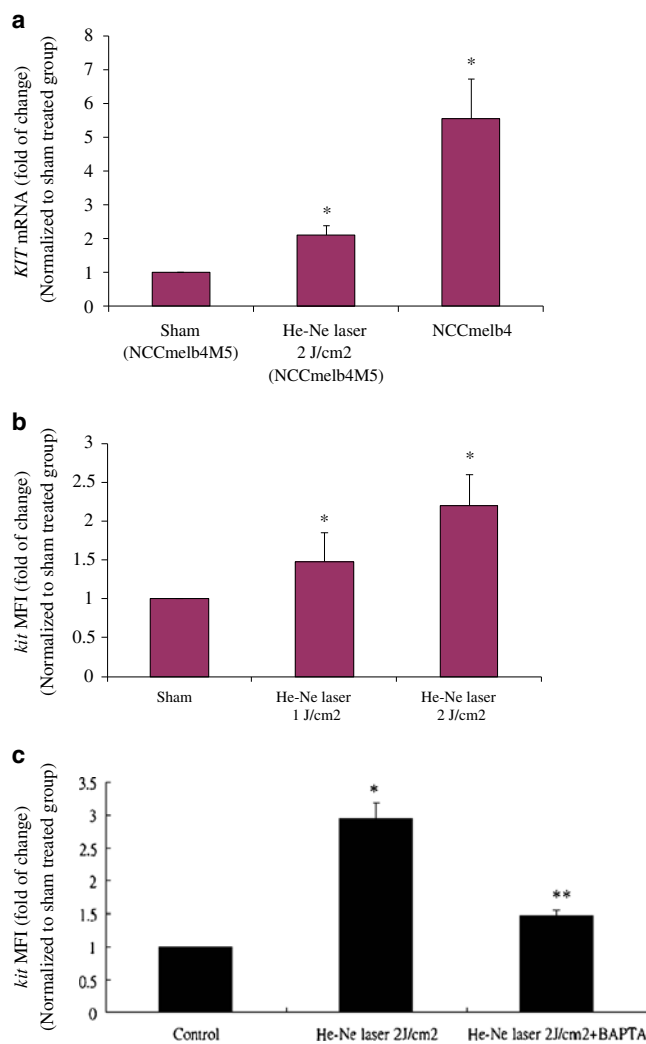 a
KIT mRNA (fold of change)
(Normalized to sham treated group)
8
7
6
5
4
3
2
1
0
*
*
Sham
(NCCmelb4M5)
He-Ne laser
2 J/cm2
(NCCmelb4M5)
NCCmelb4
b
kit MFI (fold of change)
(Normalized to sham treated group)
3
2.5
2
1.5
1
0.5
0
*
*
Sham
He-Ne laser
1 J/cm2
He-Ne laser
2 J/cm2
c
kit MFI (fold of change)
(Normalized to sham treated group)
3.5
3
2.5
2
1.5
1
0.5
0
*
**
Control
He-Ne laser 2J/cm2
He-Ne laser 2J/cm2+BAPTA